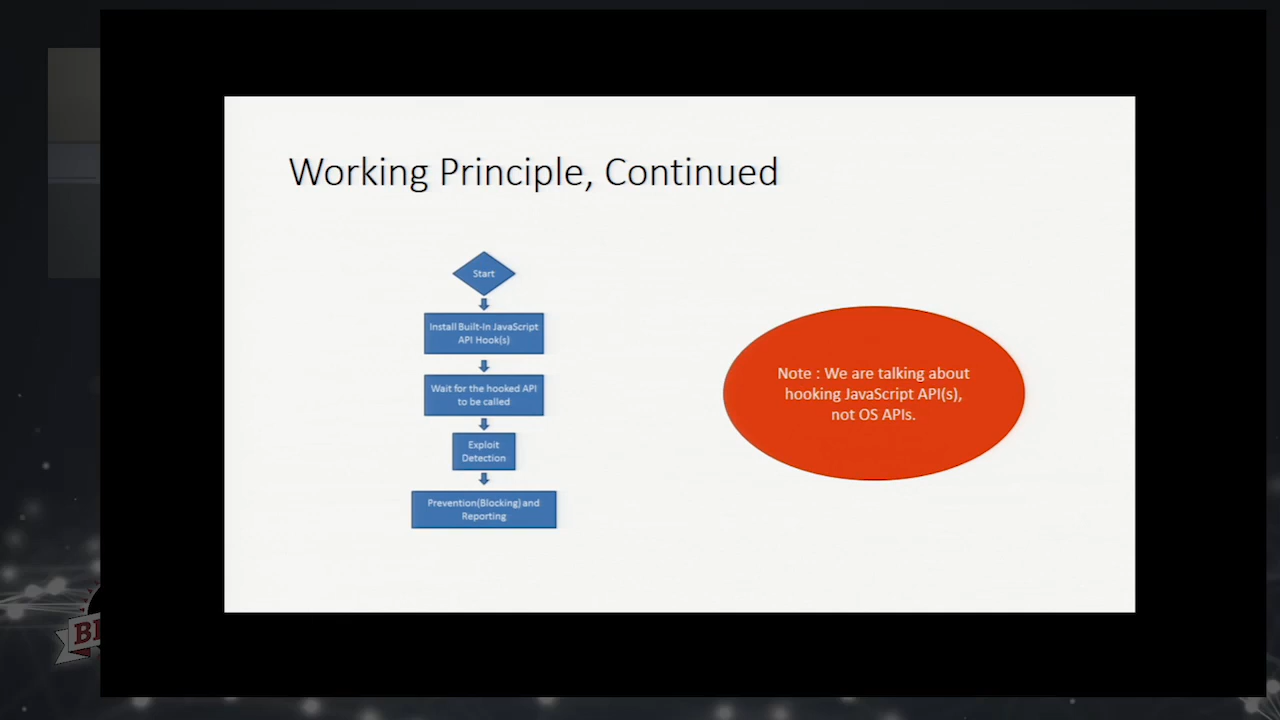 Working Principle, Continued
Start
Install Built-In JavaScript
API Hook(s)
Wait for the hooked API
to be called
Exploit
Detection
Prevention(Blocking) and
Reporting
Note : We are talking about
hooking JavaScript API(s),
not OS APIs.